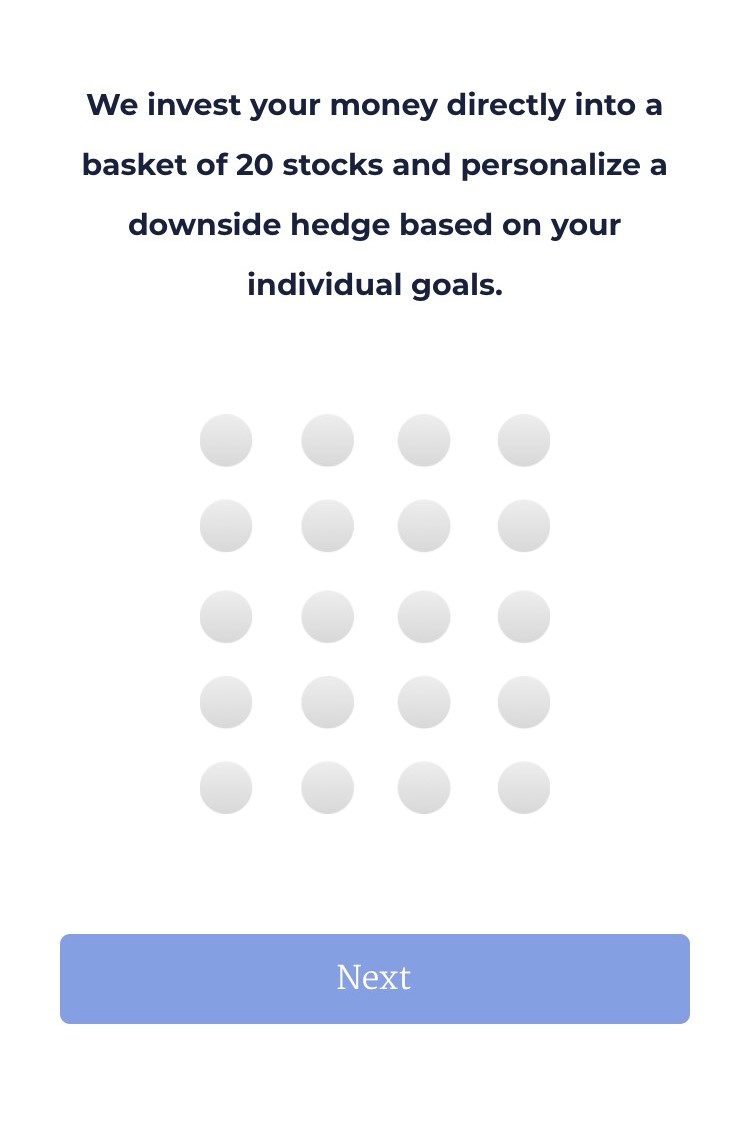 We invest your money directly into a
basket of 20 stocks and personalize a
downside hedge based on your
individual goals.
Next